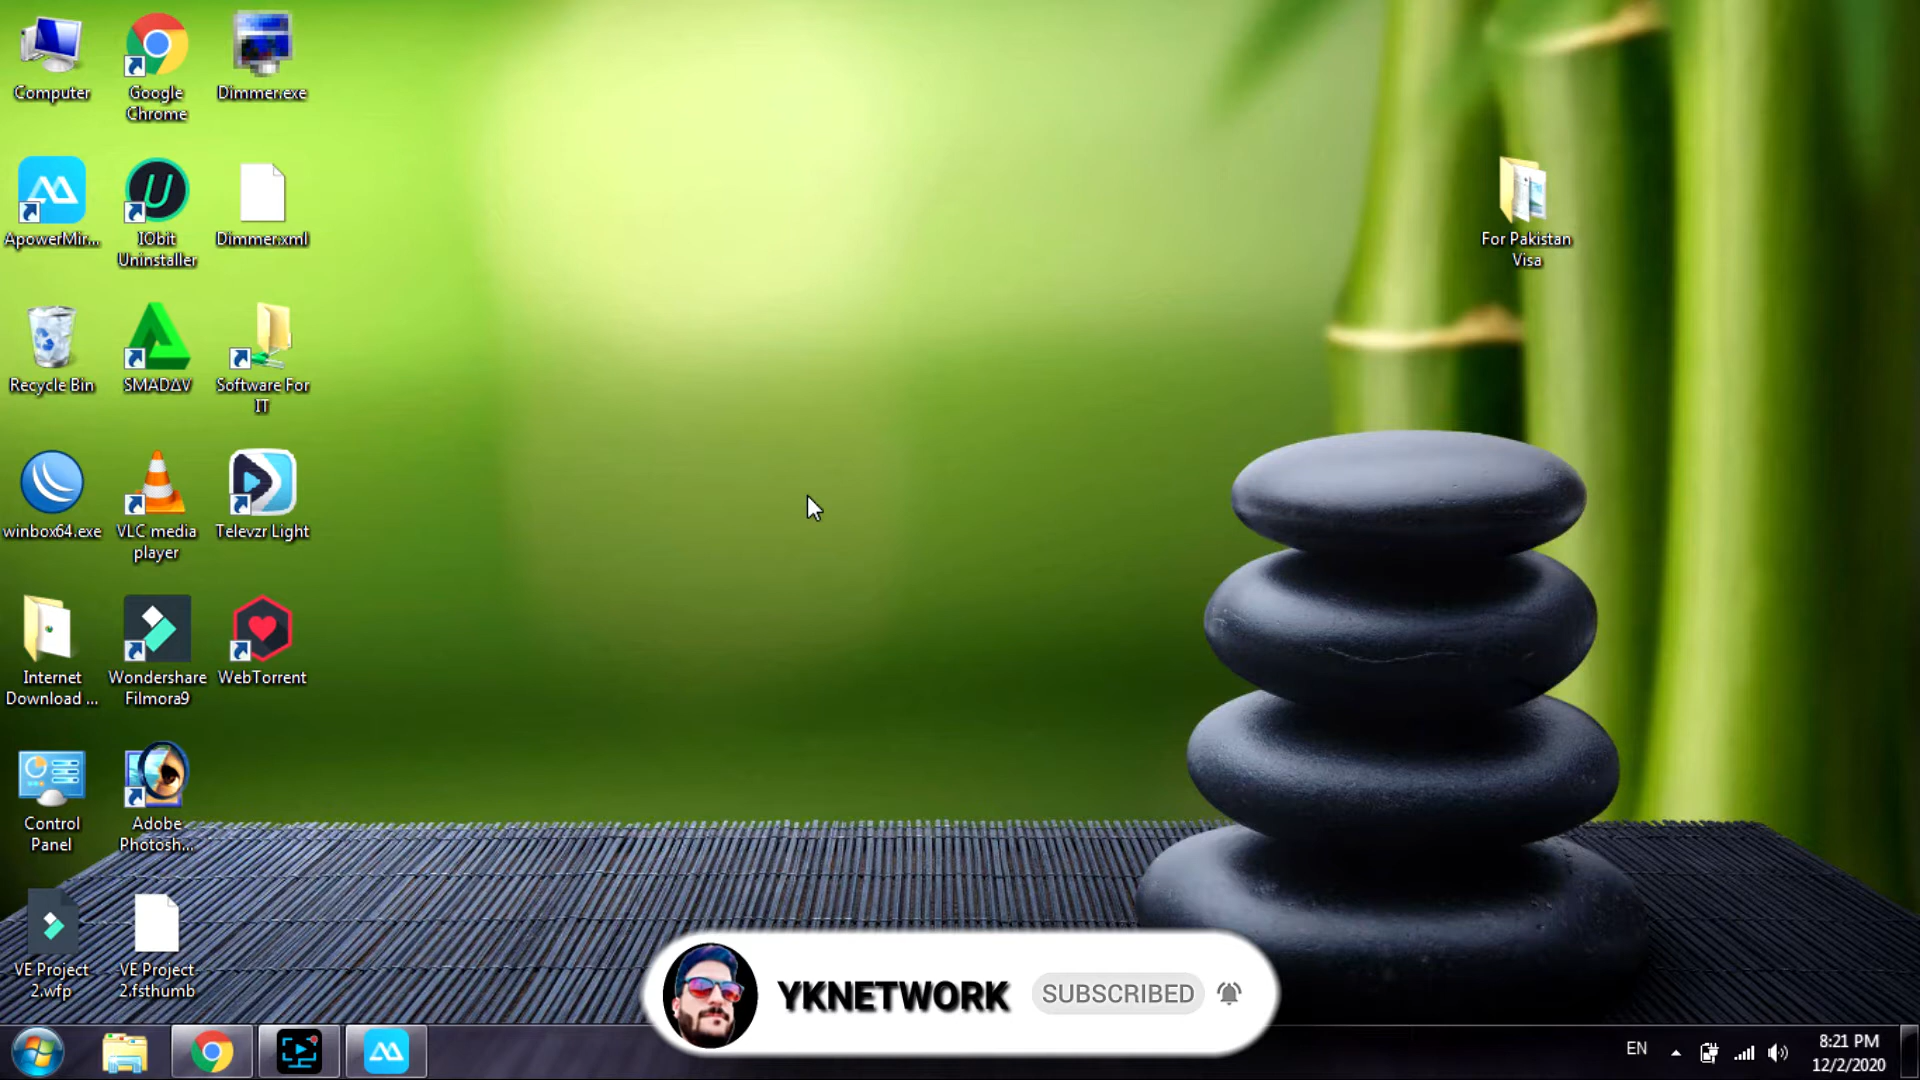 Computer
Google
Chrome
Dimmer.exe
ApowerMir...
IObit
Uninstaller
Dimmer.xml
For Pakistan
Visa
Recycle Bin
SMADΔV
Software For
IT
winbox64.exe
VLC media
player
Televzr Light
Internet
Download ...
Wondershare
Filmora9
WebTorrent
Control
Panel
Adobe
Photosh...
VE Project
2.wfp
VE Project
2.fsthumb
YKNETWORK
SUBSCRIBED
EN
8:21 PM
12/2/2020